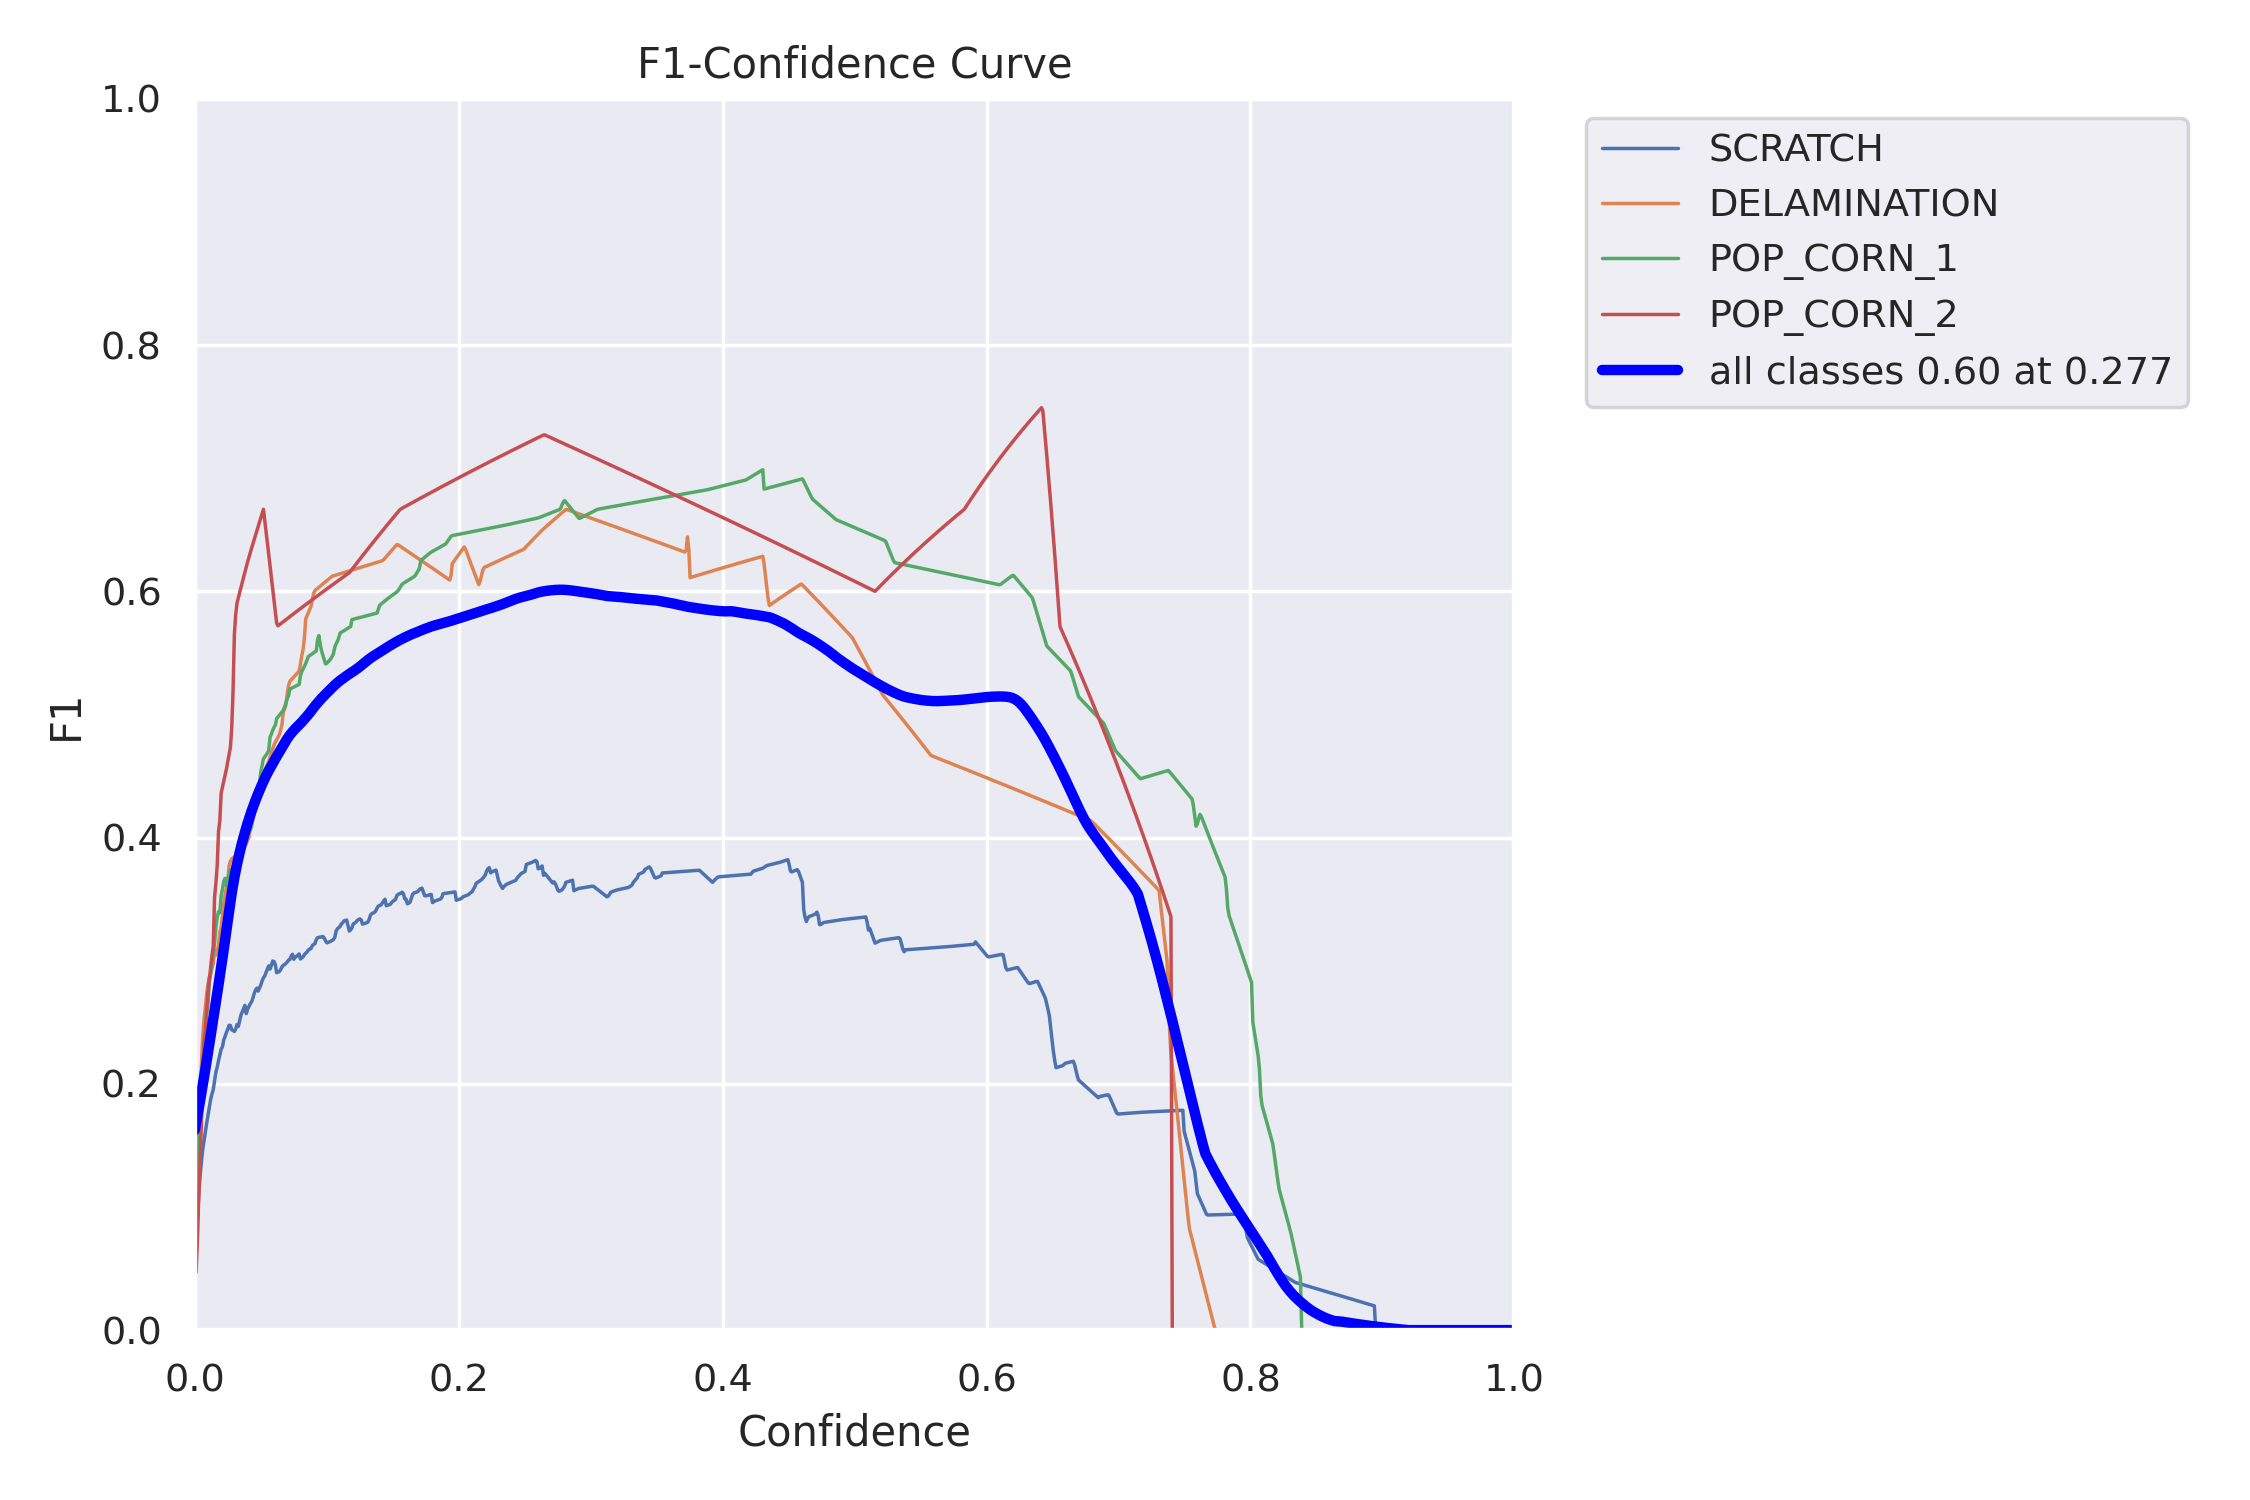 F1-Confidence Curve
1.0
0.8
0.6
0.4
0.2
0.0
F1
0.0 0.2 0.4 0.6 0.8 1.0
Confidence
SCRATCH
DELAMINATION
POP_CORN_1
POP_CORN_2
all classes 0.60 at 0.277